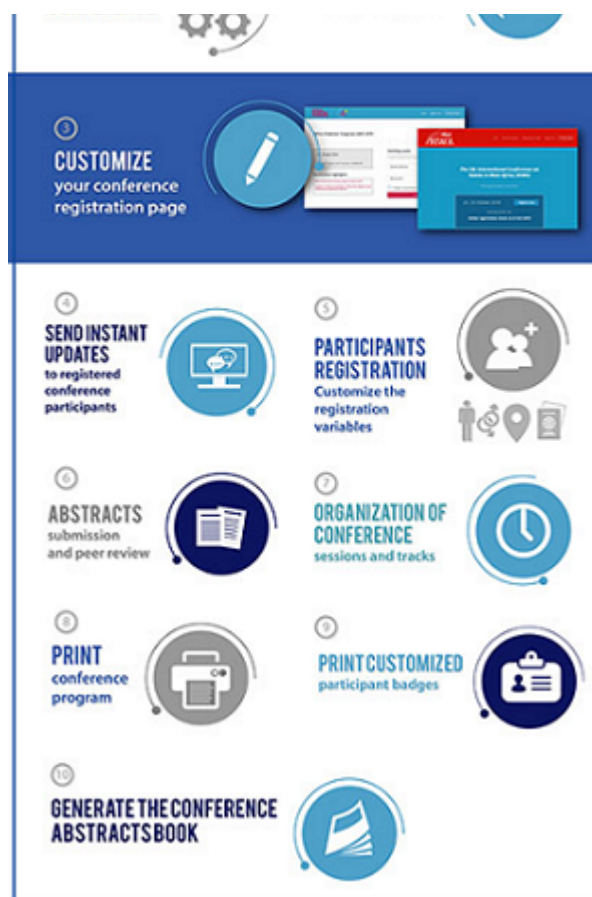 3
CUSTOMIZE
your conference
registration page
4
SEND INSTANT
UPDATES
to registered
conference
participants
5
PARTICIPANTS
REGISTRATION
Customize the
registration
variables
6
ABSTRACTS
submission
and peer review
7
ORGANIZATION OF
CONFERENCE
sessions and tracks
8
PRINT
conference
program
9
PRINT CUSTOMIZED
participant badges
10
GENERATE THE CONFERENCE
ABSTRACTS BOOK